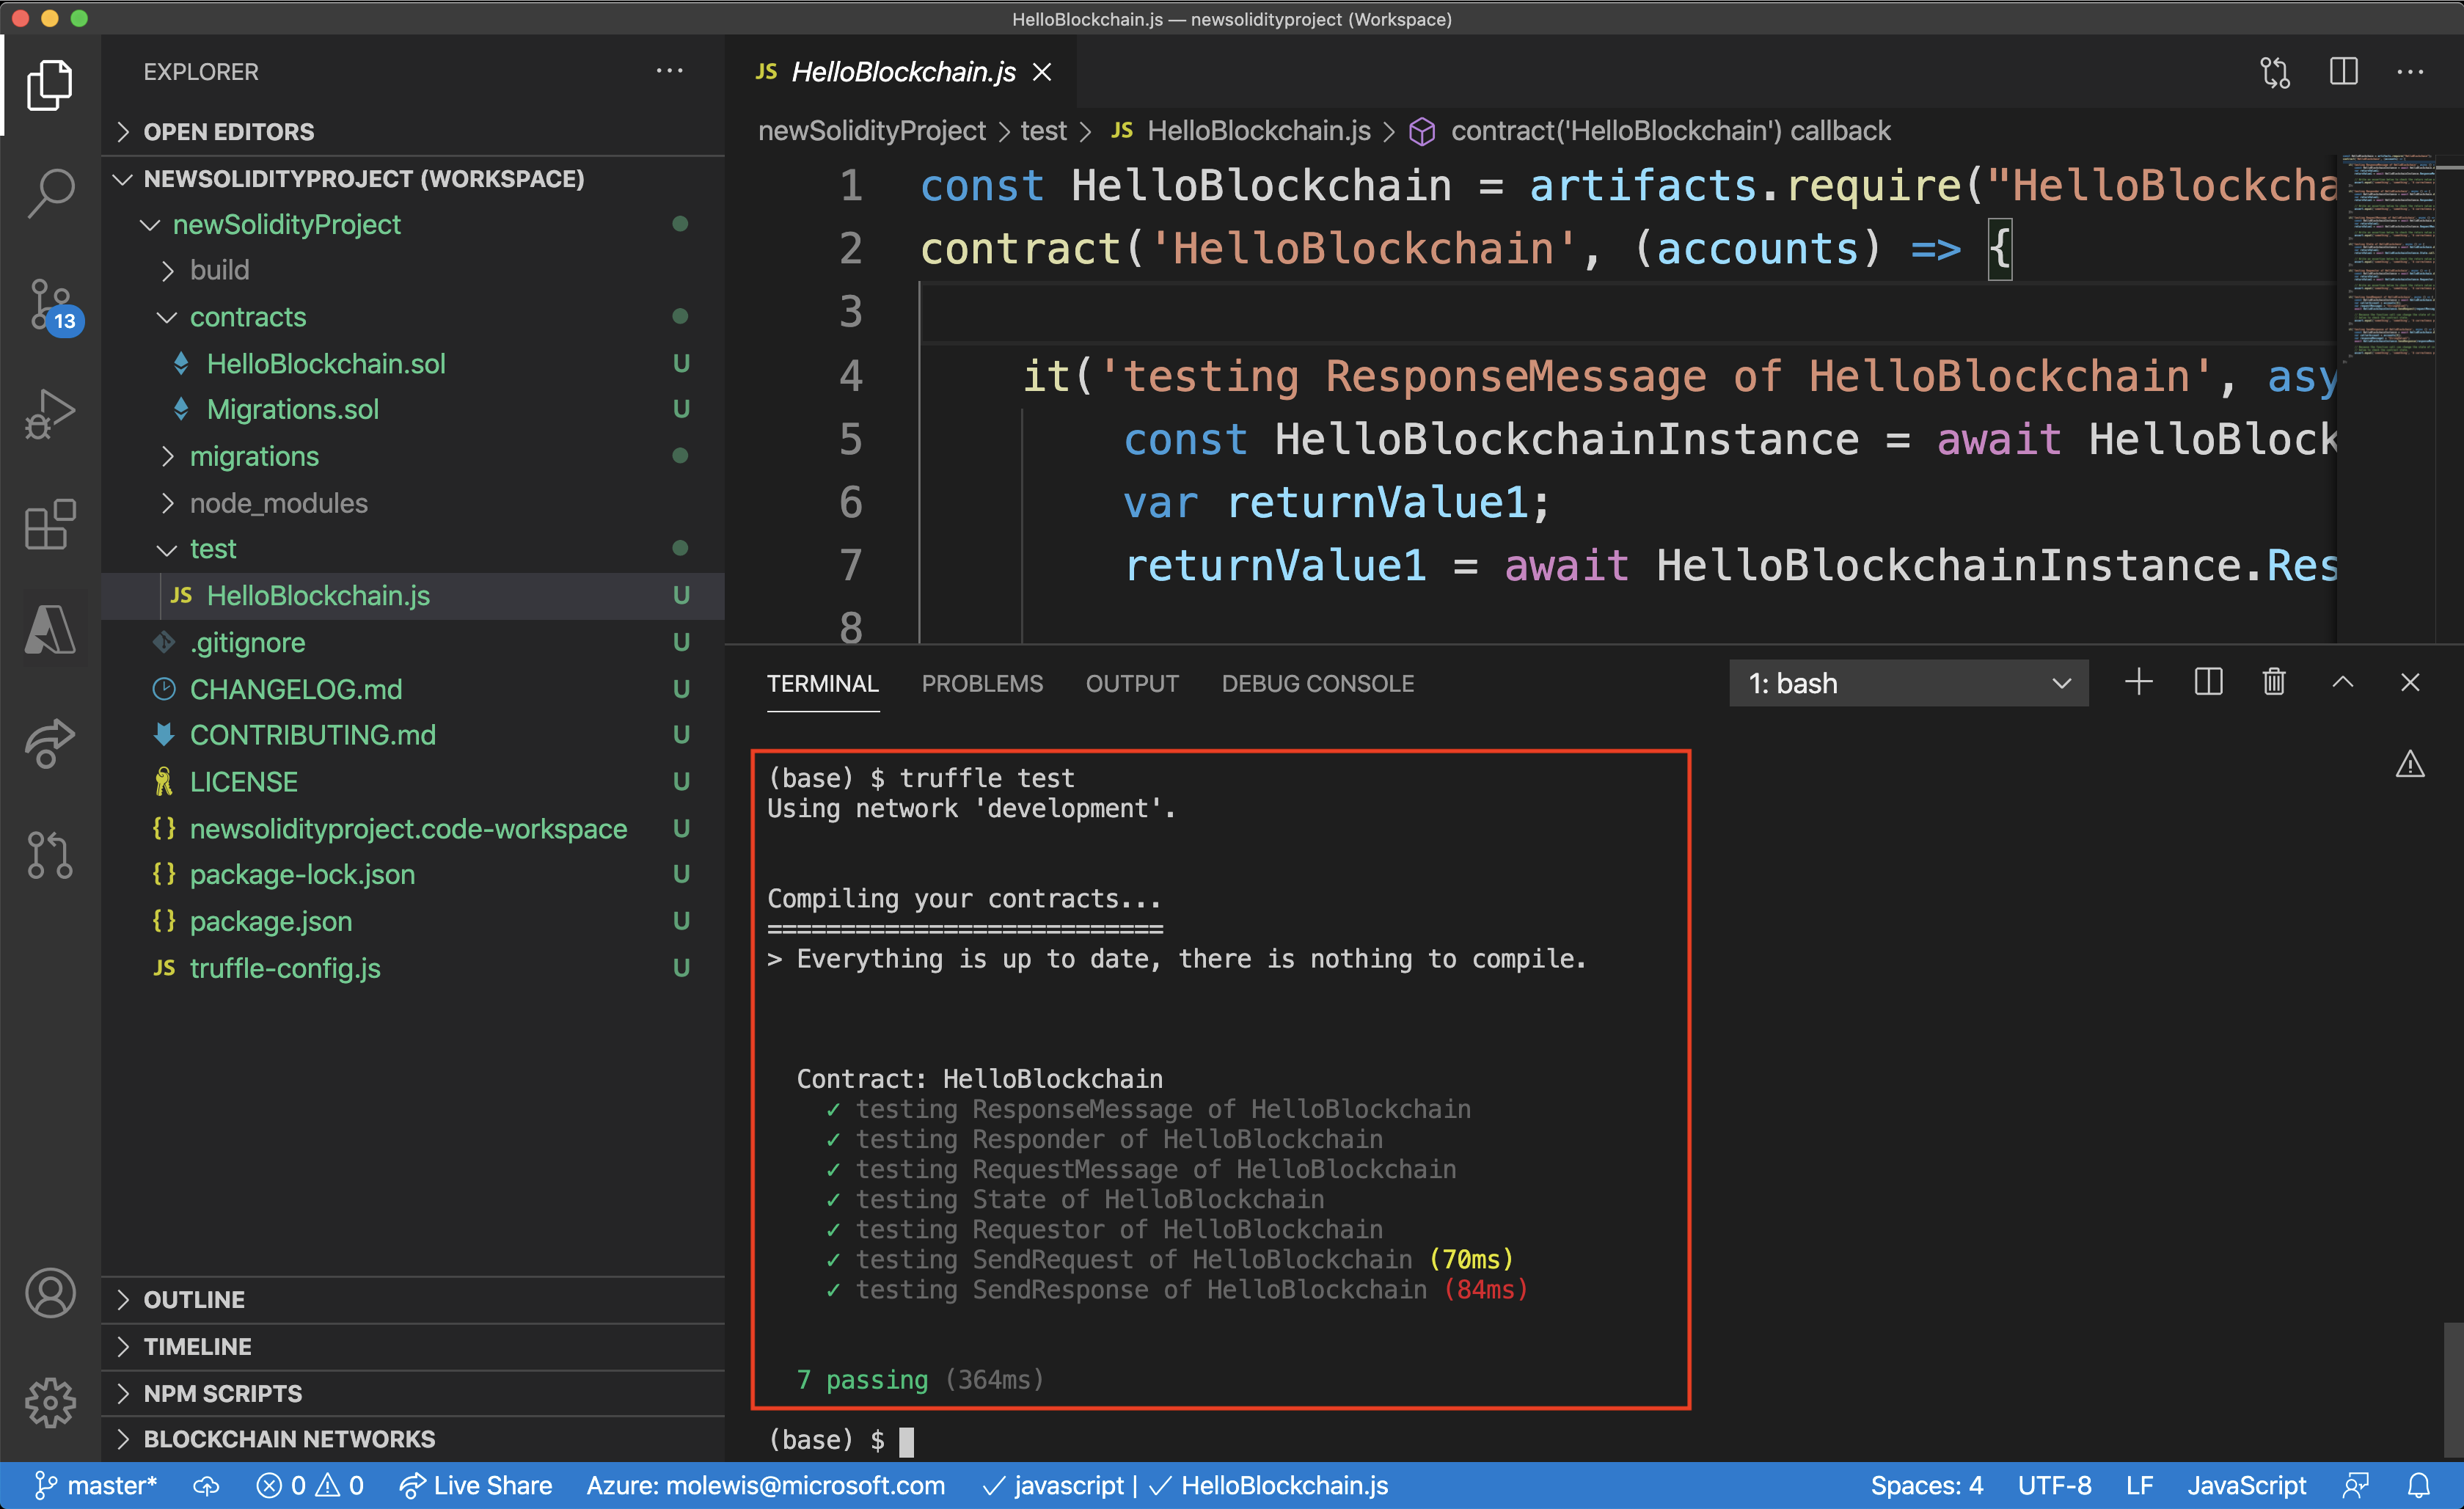 HelloBlockchain.js — newsolidityproject (Workspace)
EXPLORER
OPEN EDITORS
NEWSOLIDITYPROJECT (WORKSPACE)
newSolidityProject
build
contracts
HelloBlockchain.sol U
Migrations.sol U
migrations
node_modules
test
JS HelloBlockchain.js U
.gitignore U
CHANGELOG.md U
CONTRIBUTING.md U
LICENSE U
{} newsolidityproject.code-workspace U
{} package-lock.json U
{} package.json U
JS truffle-config.js U
OUTLINE
TIMELINE
NPM SCRIPTS
BLOCKCHAIN NETWORKS
13
JS HelloBlockchain.js
newSolidityProject > test > JS HelloBlockchain.js > contract('HelloBlockchain') callback
1 const HelloBlockchain = artifacts.require("HelloBlockcha
2 contract('HelloBlockchain', (accounts) => {
3
4 it('testing ResponseMessage of HelloBlockchain', asy
5 const HelloBlockchainInstance = await HelloBlock
6 var returnValue1;
7 returnValue1 = await HelloBlockchainInstance.Res
8
TERMINAL PROBLEMS OUTPUT DEBUG CONSOLE 1: bash
(base) $ truffle test
Using network 'development'.
Compiling your contracts...
===========================
> Everything is up to date, there is nothing to compile.
Contract: HelloBlockchain
✓ testing ResponseMessage of HelloBlockchain
✓ testing Responder of HelloBlockchain
✓ testing RequestMessage of HelloBlockchain
✓ testing State of HelloBlockchain
✓ testing Requestor of HelloBlockchain
✓ testing SendRequest of HelloBlockchain (70ms)
✓ testing SendResponse of HelloBlockchain (84ms)
7 passing (364ms)
(base) $
master* 0 0 Live Share Azure: molewis@microsoft.com ✓ javascript | ✓ HelloBlockchain.js Spaces: 4 UTF-8 LF JavaScript